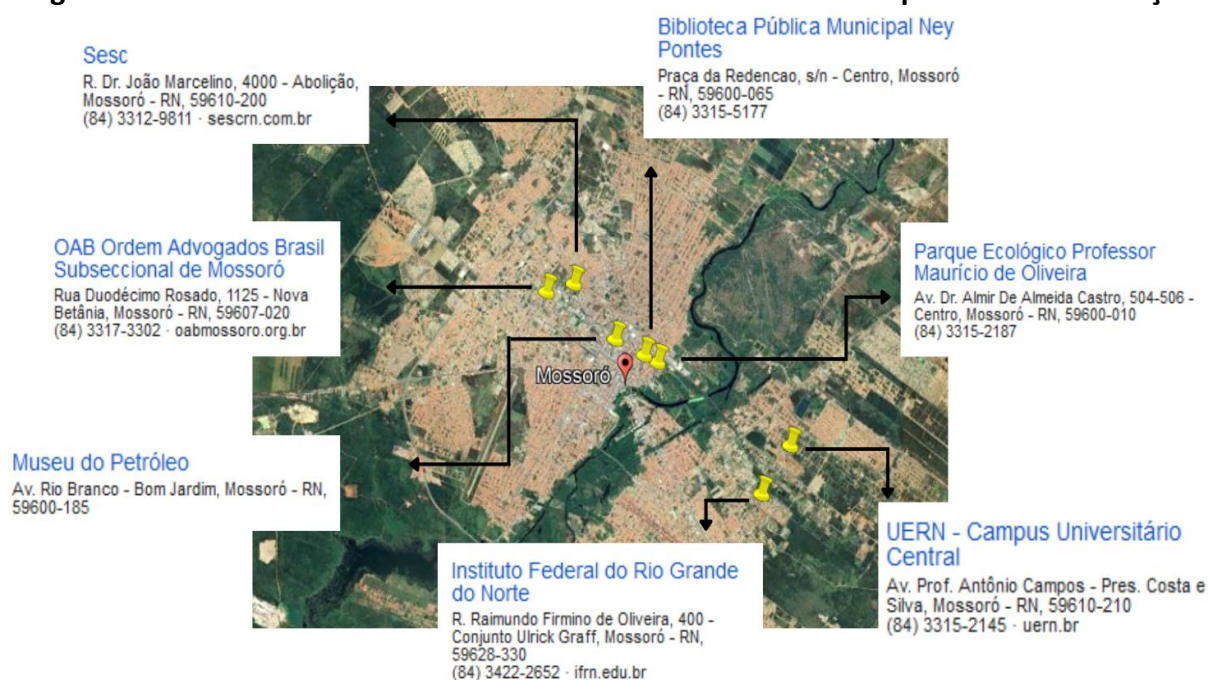 Sesc
R. Dr. João Marcelino, 4000 - Abolição,
Mossoró - RN, 59610-200
(84) 3312-9811 · sescrn.com.br
Biblioteca Pública Municipal Ney
Pontes
Praça da Redencao, s/n - Centro, Mossoró
- RN, 59600-065
(84) 3315-5177
OAB Ordem Advogados Brasil
Subseccional de Mossoró
Rua Duodécimo Rosado, 1125 - Nova
Betânia, Mossoró - RN, 59607-020
(84) 3317-3302 · oabmossoro.org.br
Parque Ecológico Professor
Maurício de Oliveira
Av. Dr. Almir De Almeida Castro, 504-506 -
Centro, Mossoró - RN, 59600-010
(84) 3315-2187
Mossoró
Museu do Petróleo
Av. Rio Branco - Bom Jardim, Mossoró - RN,
59600-185
Instituto Federal do Rio Grande
do Norte
R. Raimundo Firmino de Oliveira, 400 -
Conjunto Ulrick Graff, Mossoró - RN,
59628-330
(84) 3422-2652 · ifrn.edu.br
UERN - Campus Universitário
Central
Av. Prof. Antônio Campos - Pres. Costa e
Silva, Mossoró - RN, 59610-210
(84) 3315-2145 · uern.br